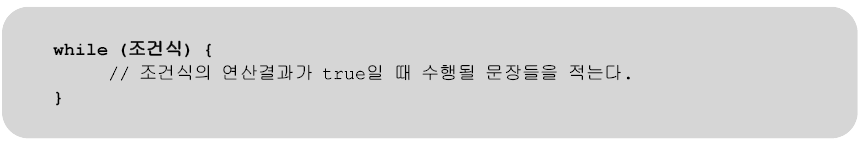 while (조건식) {
// 조건식의 연산결과가 true일 때 수행될 문장들을 적는다.
}